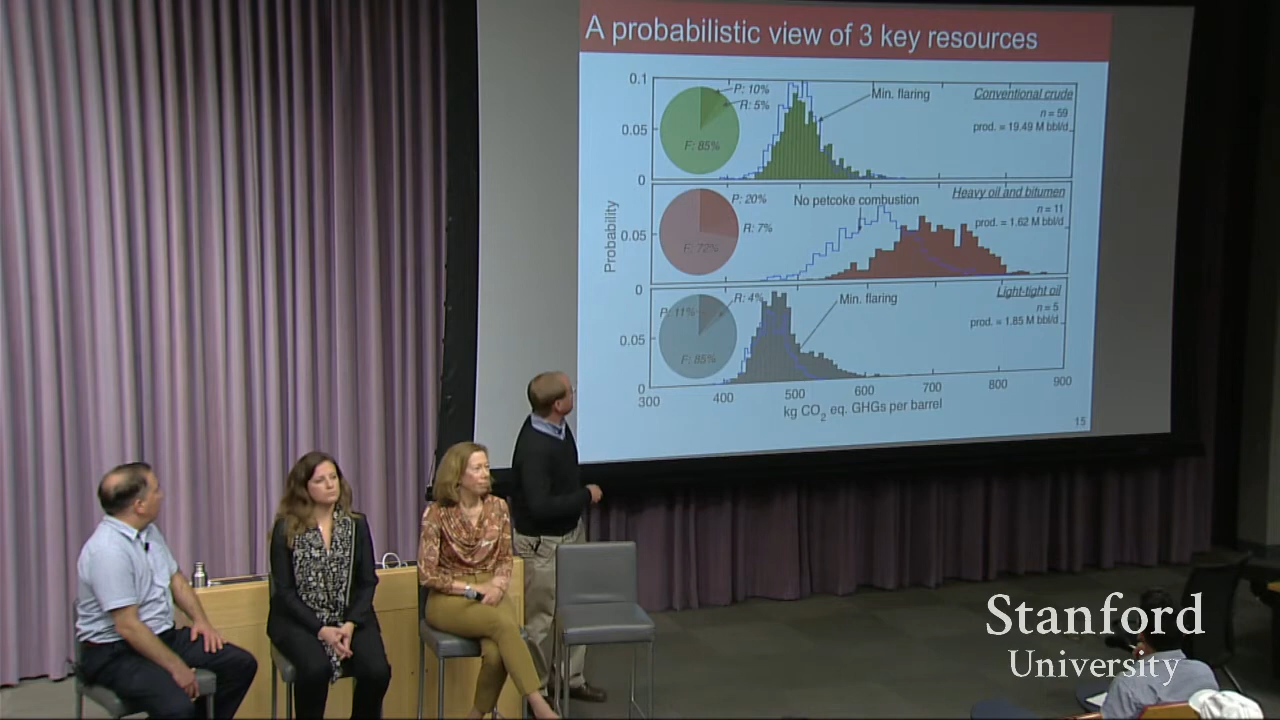 A probabilistic view of 3 key resources
Probability
0.1
0.05
0
P: 10%
R: 5%
F: 85%
Min. flaring
Conventional crude
n = 59
prod. = 19.49 M bbl/d
0.05
0
P: 20%
R: 7%
F: 72%
No petcoke combustion
Heavy oil and bitumen
n = 11
prod. = 1.62 M bbl/d
0.05
0
P: 11%
R: 4%
F: 85%
Min. flaring
Light-tight oil
n = 5
prod. = 1.85 M bbl/d
300 400 500 600 700 800 900
kg CO2 eq. GHGs per barrel
15
Stanford
University